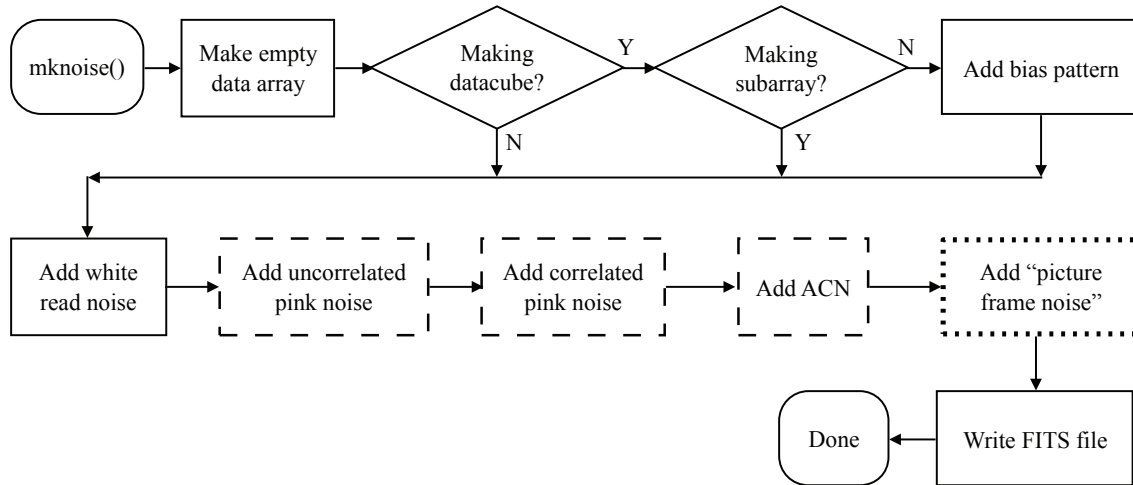 mknoise()
Make empty
data array
Making
datacube?
Y
N
Making
subarray?
N
Y
Add bias pattern
Add white
read noise
Add uncorrelated
pink noise
Add correlated
pink noise
Add ACN
Add “picture
frame noise”
Write FITS file
Done